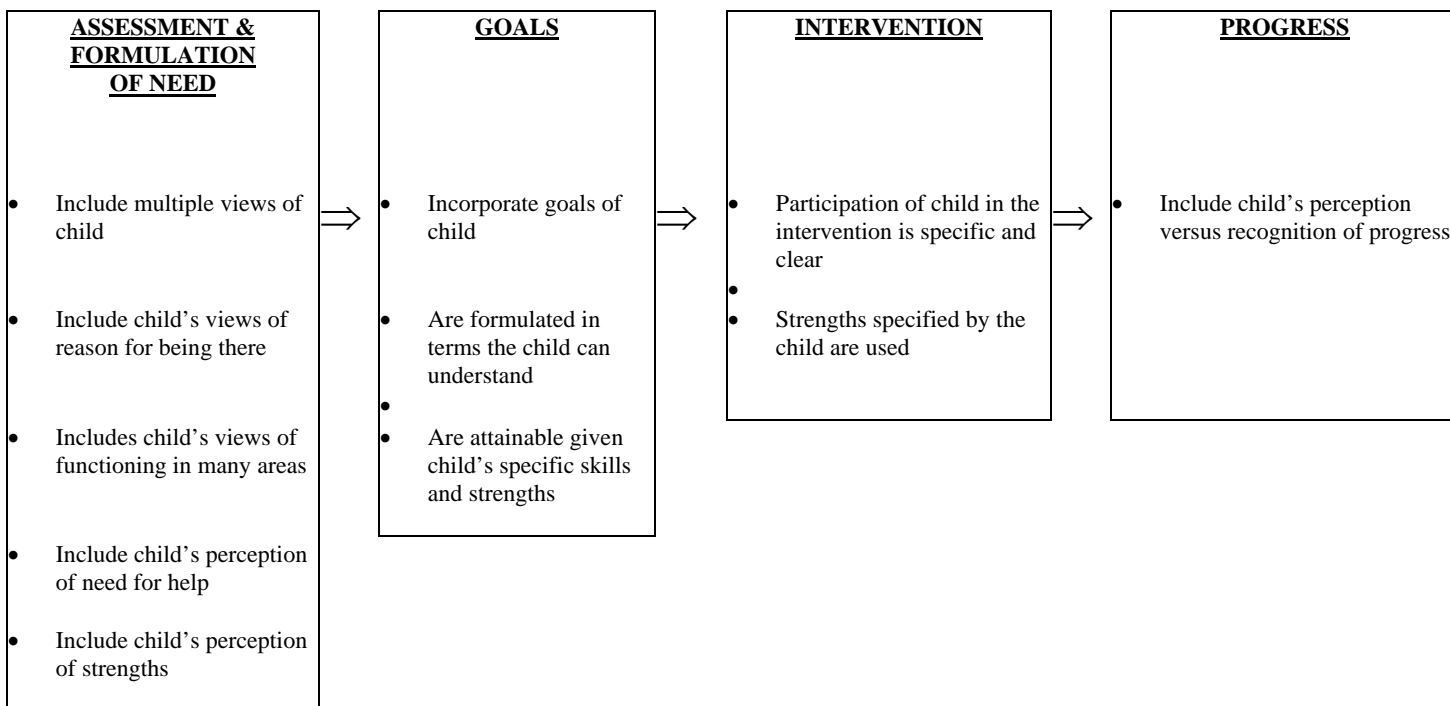 ASSESSMENT &
FORMULATION
OF NEED
• Include multiple views of
child
• Include child’s views of
reason for being there
• Includes child’s views of
functioning in many areas
• Include child’s perception
of need for help
• Include child’s perception
of strengths
⇒
GOALS
• Incorporate goals of
child
• Are formulated in
terms the child can
understand
•
• Are attainable given
child’s specific skills
and strengths
⇒
INTERVENTION
• Participation of child in the
intervention is specific and
clear
•
• Strengths specified by the
child are used
⇒
PROGRESS
• Include child’s perception
versus recognition of progress